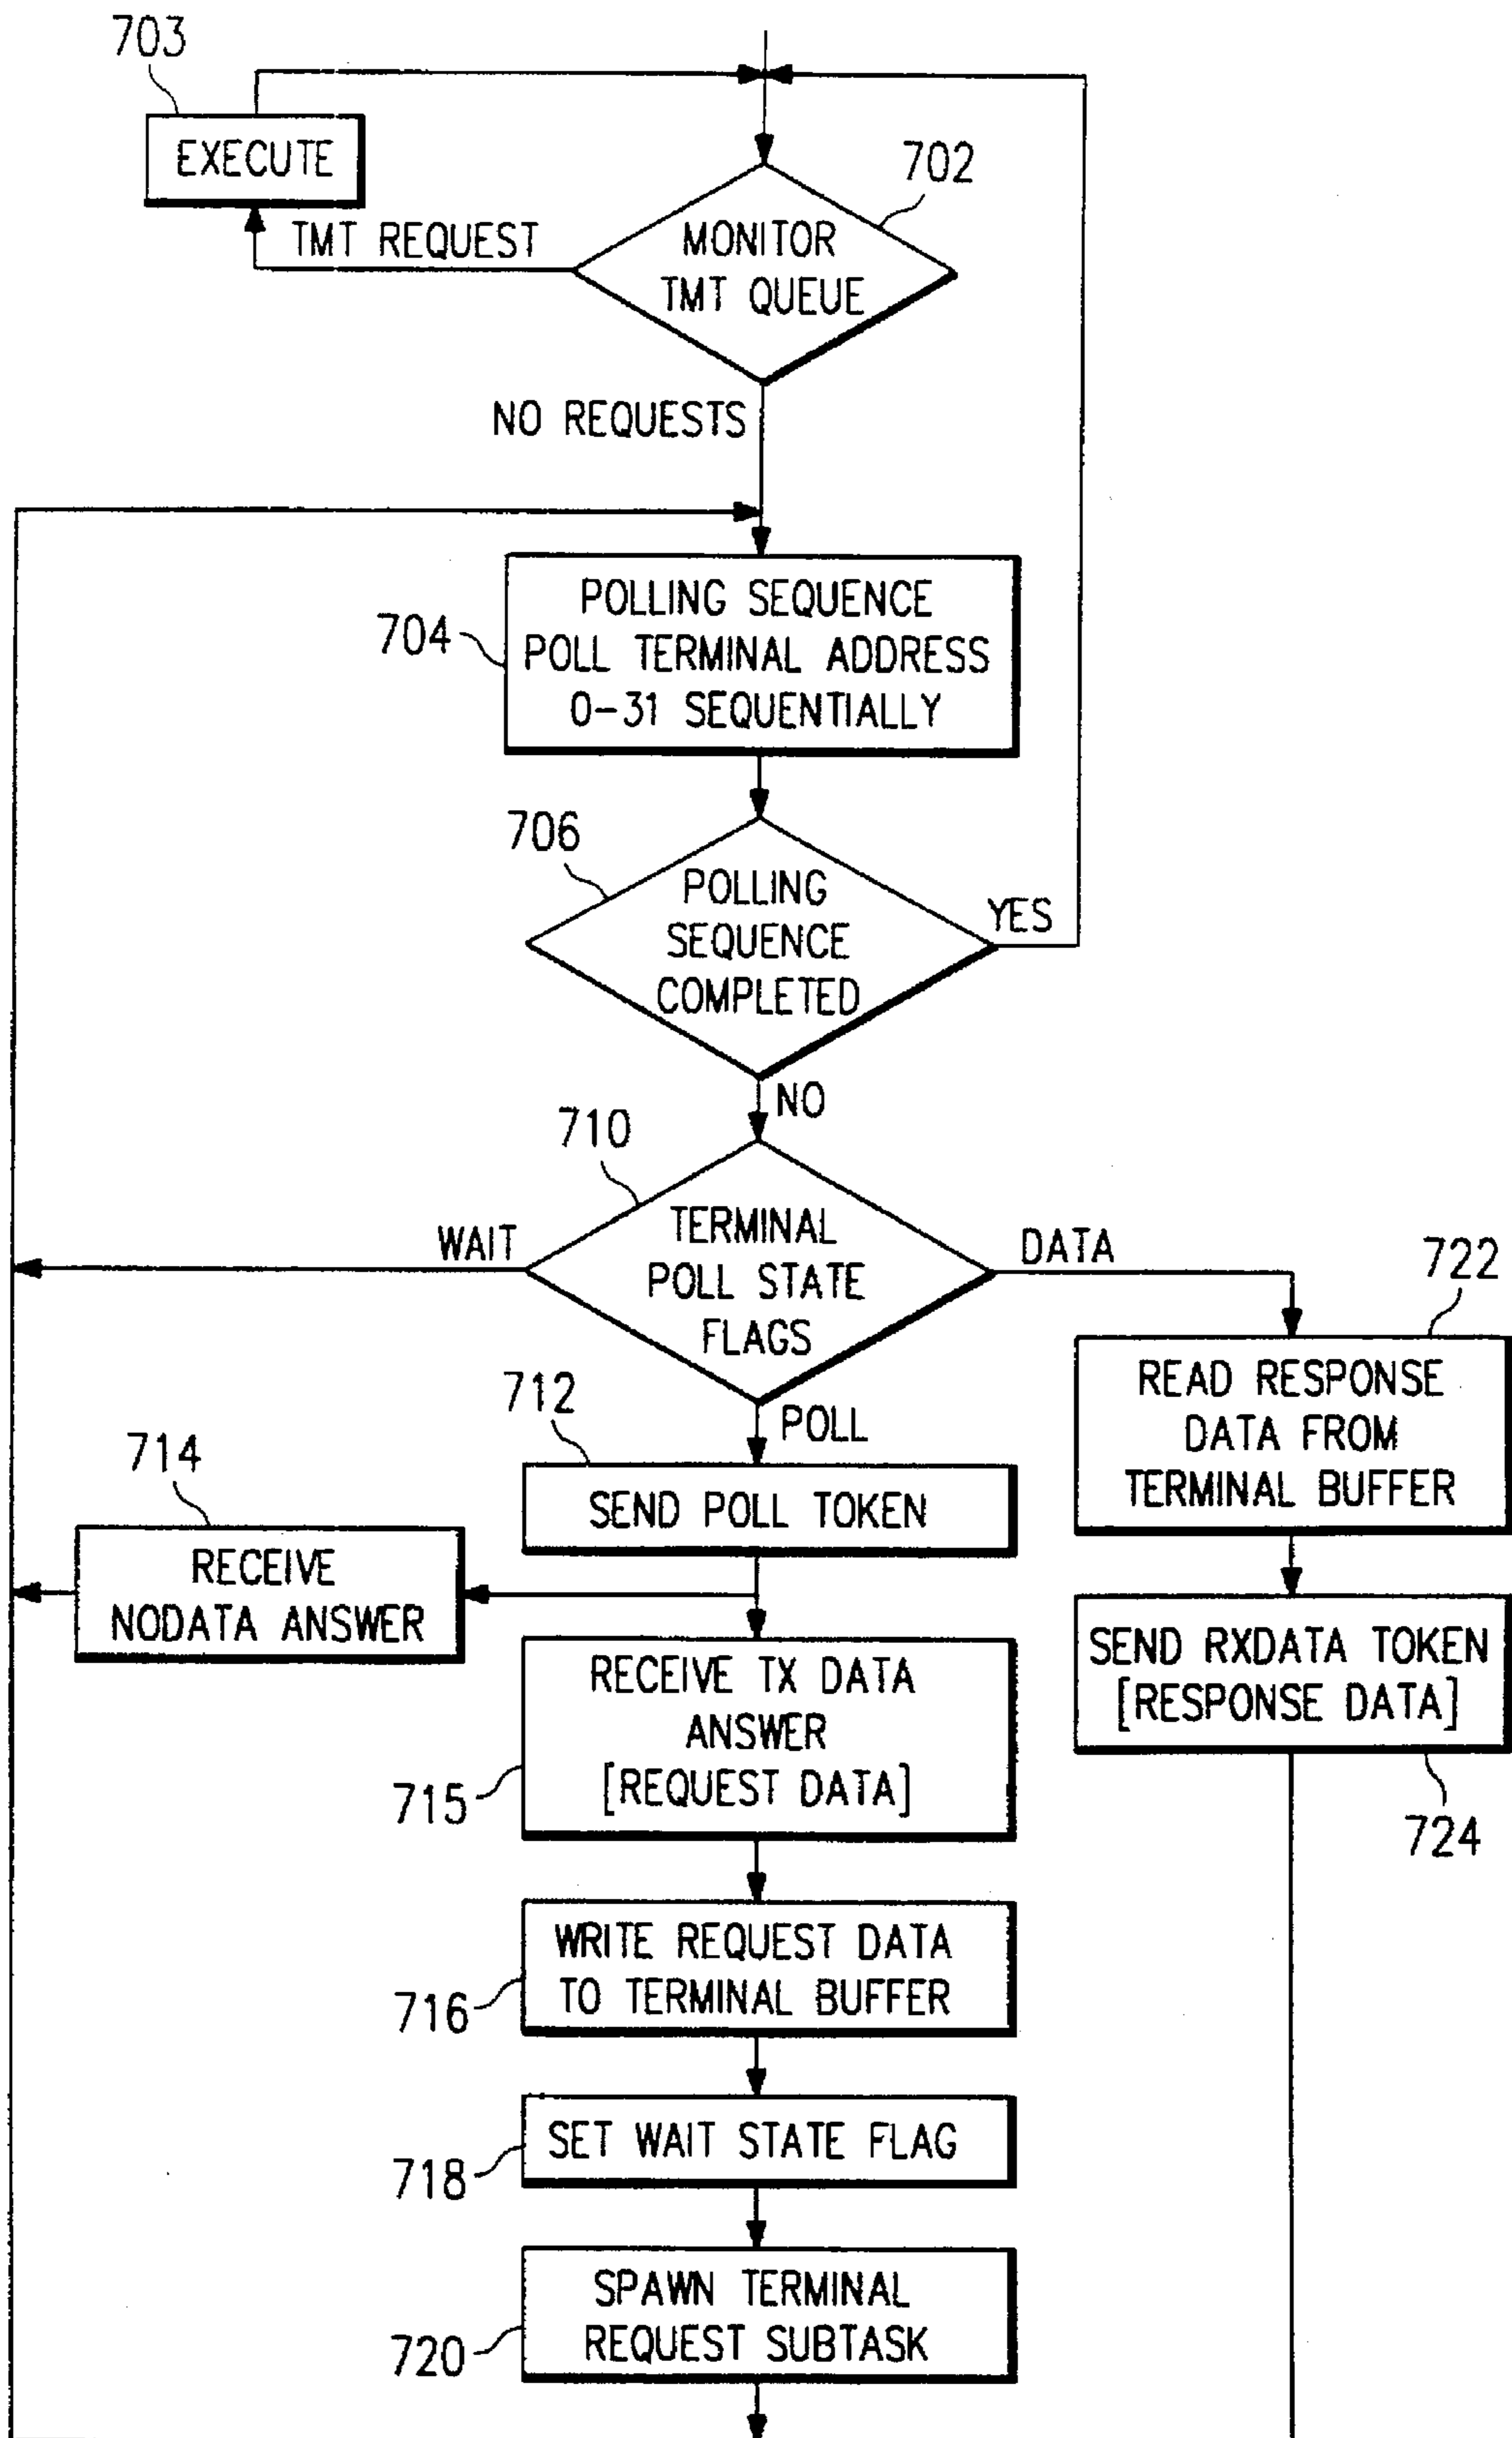 703
EXECUTE
702
TMT REQUEST
MONITOR
TMT QUEUE
NO REQUESTS
704
POLLING SEQUENCE
POLL TERMINAL ADDRESS
0-31 SEQUENTIALLY
706
POLLING
SEQUENCE
COMPLETED
YES
NO
710
TERMINAL
POLL STATE
FLAGS
WAIT
DATA
722
READ RESPONSE
DATA FROM
TERMINAL BUFFER
712
POLL
SEND POLL TOKEN
714
RECEIVE
NODATA ANSWER
SEND RXDATA TOKEN
[RESPONSE DATA]
724
RECEIVE TX DATA
ANSWER
[REQUEST DATA]
715
WRITE REQUEST DATA
TO TERMINAL BUFFER
716
SET WAIT STATE FLAG
718
SPAWN TERMINAL
REQUEST SUBTASK
720